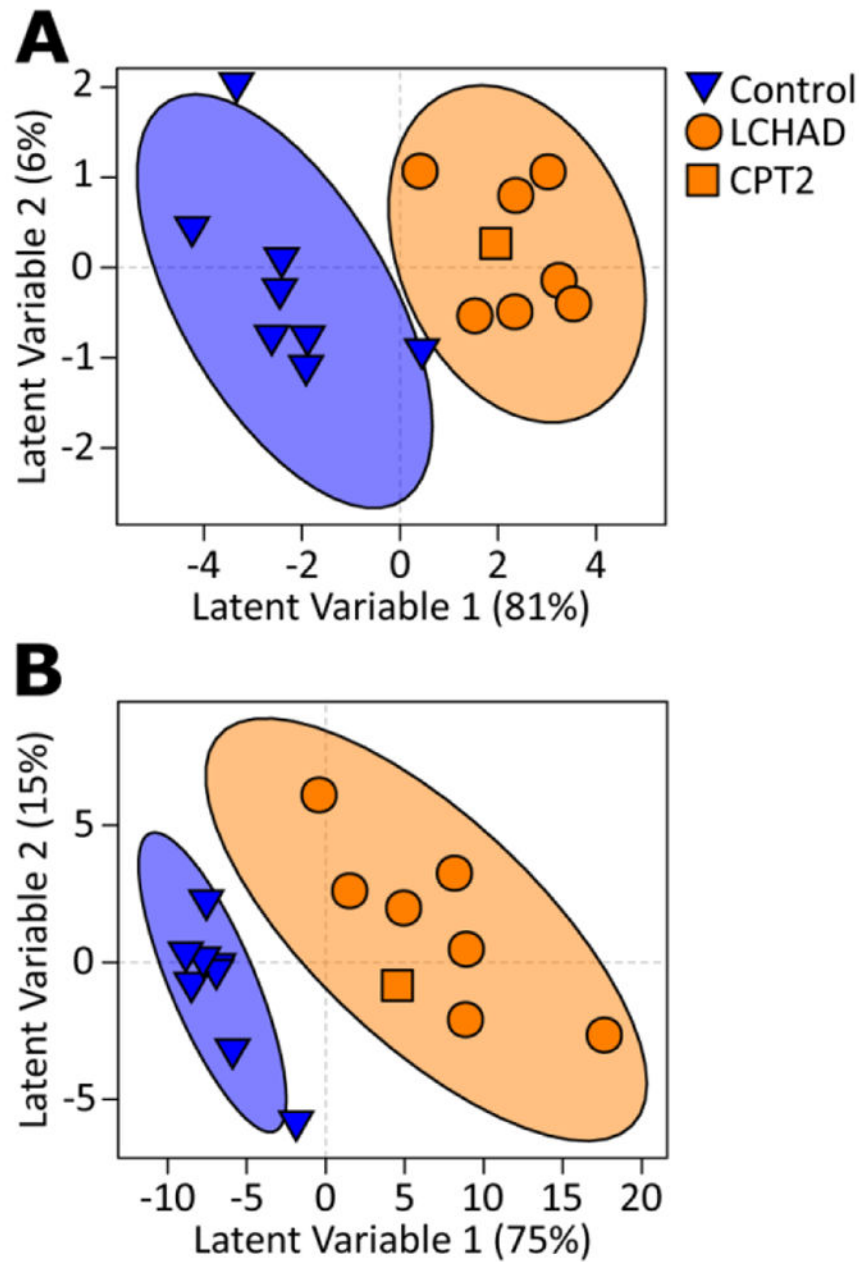 A
Latent Variable 2 (6%)
2
1
0
-1
-2
-4 -2 0 2 4
Latent Variable 1 (81%)
Control
LCHAD
CPT2
B
Latent Variable 2 (15%)
5
0
-5
-10 -5 0 5 10 15 20
Latent Variable 1 (75%)